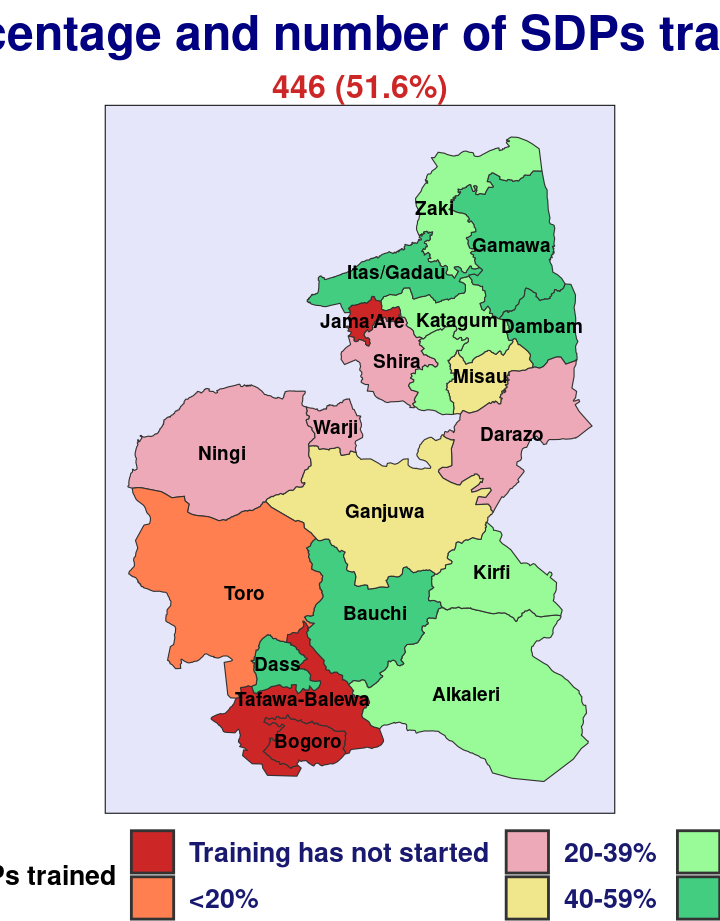 centage and number of SDPs tra
446 (51.6%)
Zaki
Gamawa
Itas/Gadau
Jama'Are
Katagum
Dambam
Shira
Misau
Warji
Darazo
Ningi
Ganjuwa
Kirfi
Toro
Bauchi
Dass
Tafawa-Balewa
Alkaleri
Bogoro
Ps trained
Training has not started
20-39%
<20%
40-59%